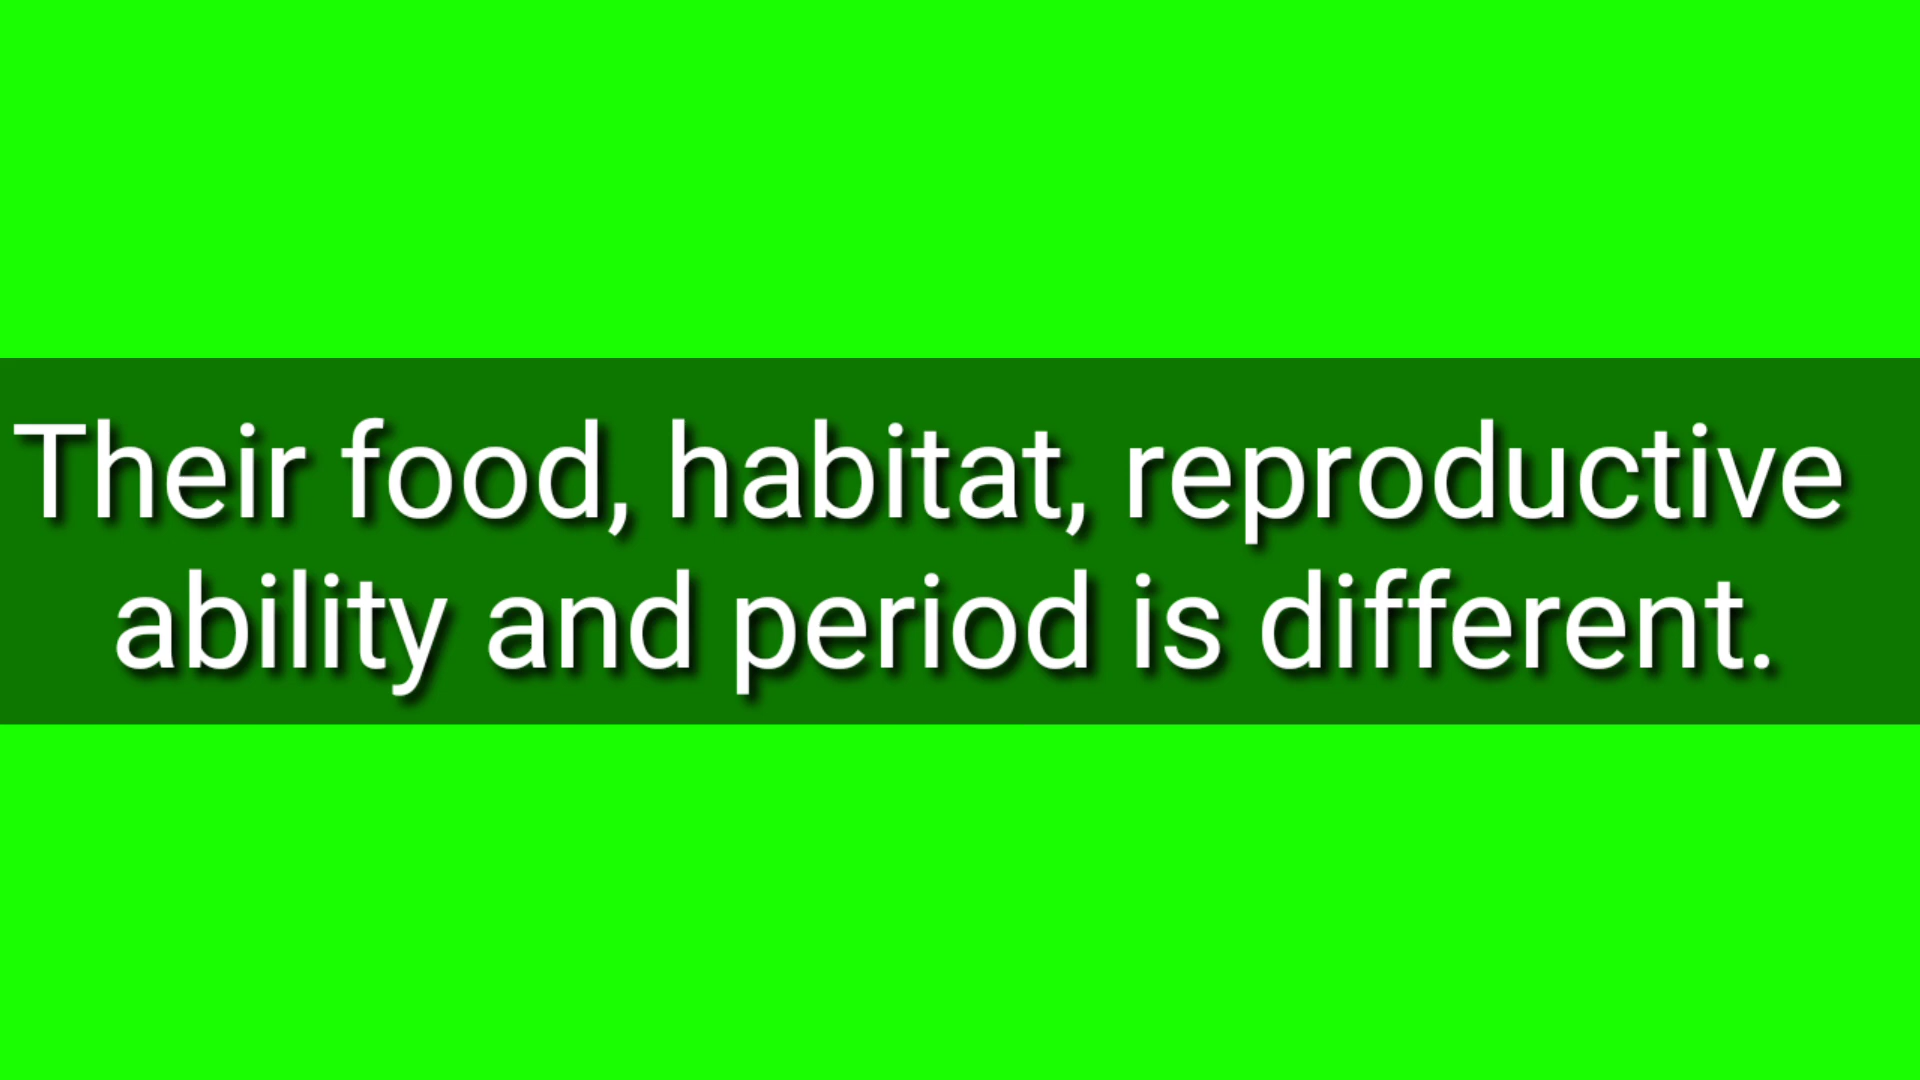 Their food, habitat, reproductive
ability and period is different.